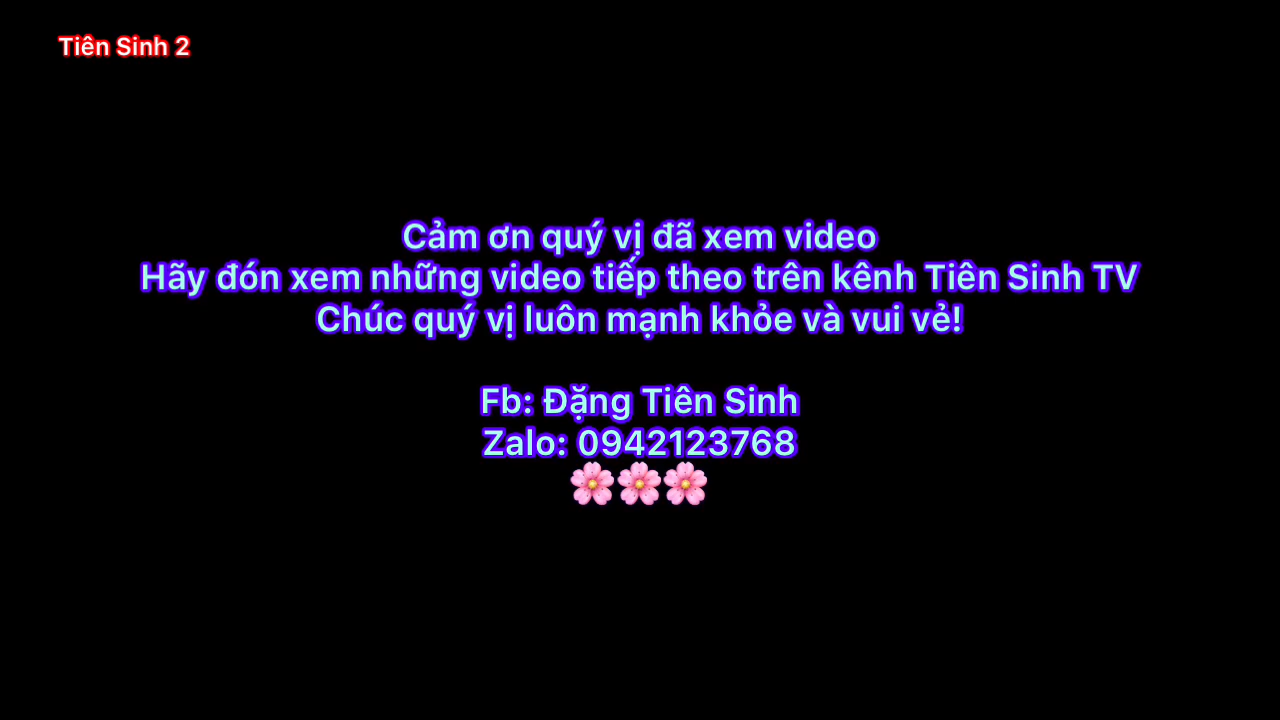 Tiên Sinh 2
Cảm ơn quý vị đã xem video
Hãy đón xem những video tiếp theo trên kênh Tiên Sinh TV
Chúc quý vị luôn mạnh khỏe và vui vẻ!
Fb: Đặng Tiên Sinh
Zalo: 0942123768
🌸🌸🌸